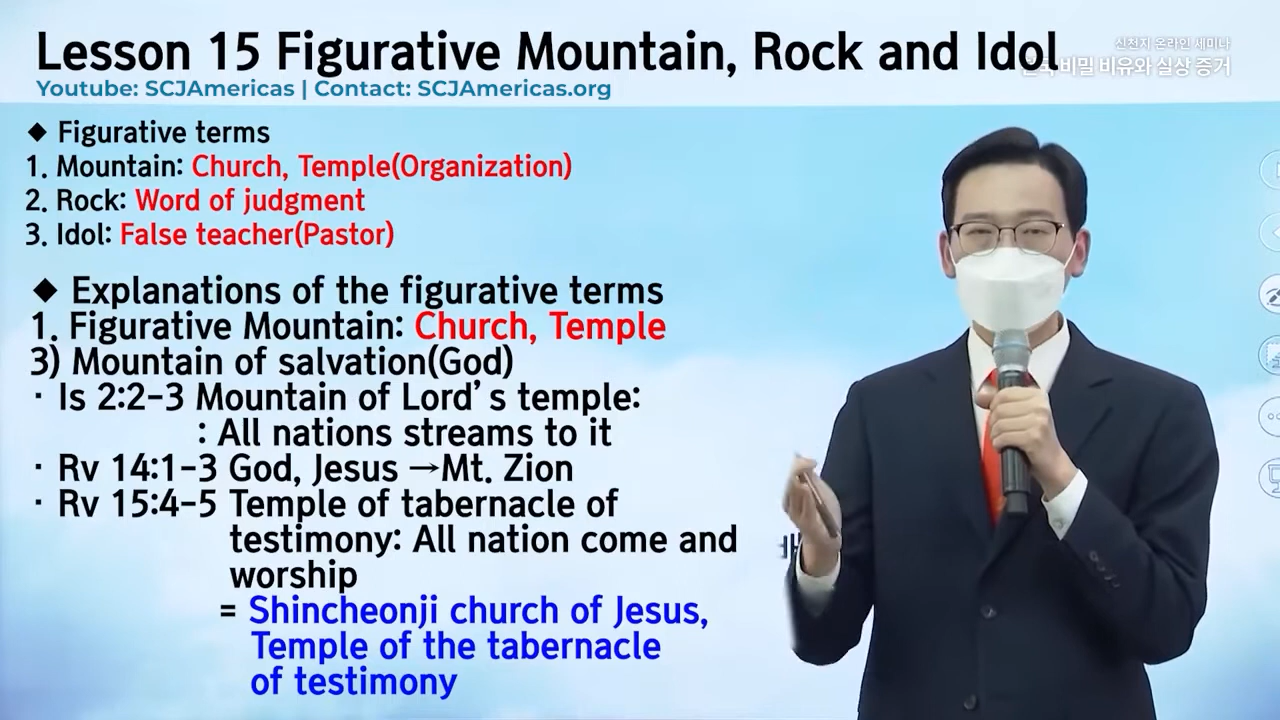 Lesson 15 Figurative Mountain, Rock and Idol
신천지 온라인 세미나
비밀 비유와 실상 증거
Youtube: SCJAmericas | Contact: SCJAmericas.org
◆ Figurative terms
1. Mountain: Church, Temple(Organization)
2. Rock: Word of judgment
3. Idol: False teacher(Pastor)
◆ Explanations of the figurative terms
1. Figurative Mountain: Church, Temple
3) Mountain of salvation(God)
· Is 2:2-3 Mountain of Lord's temple:
: All nations streams to it
· Rv 14:1-3 God, Jesus →Mt. Zion
· Rv 15:4-5 Temple of tabernacle of
testimony: All nation come and
worship
= Shincheonji church of Jesus,
Temple of the tabernacle
of testimony